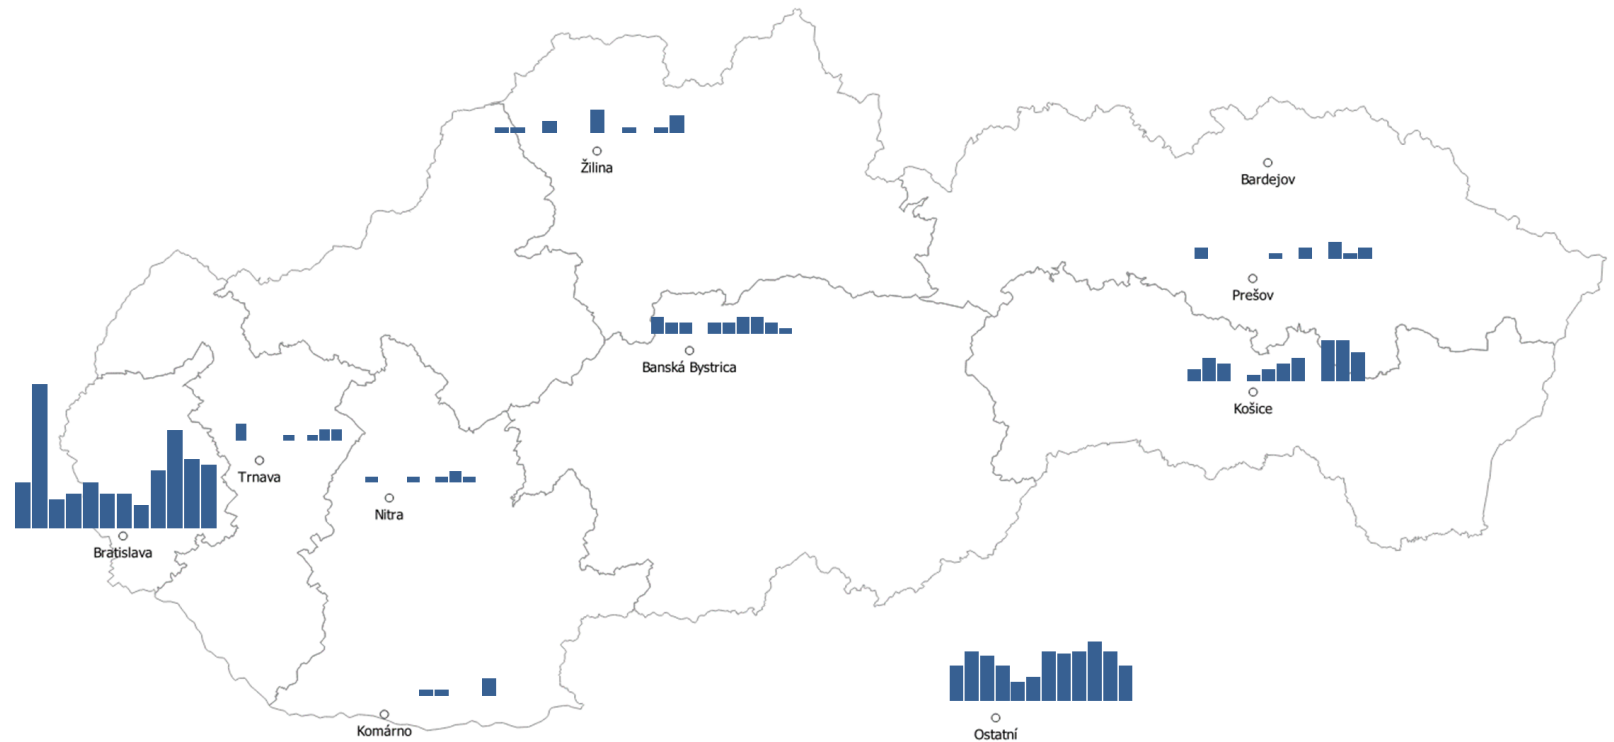 Žilina
Bardejov
Prešov
Banská Bystrica
Košice
Trnava
Nitra
Bratislava
Komárno
Ostatní